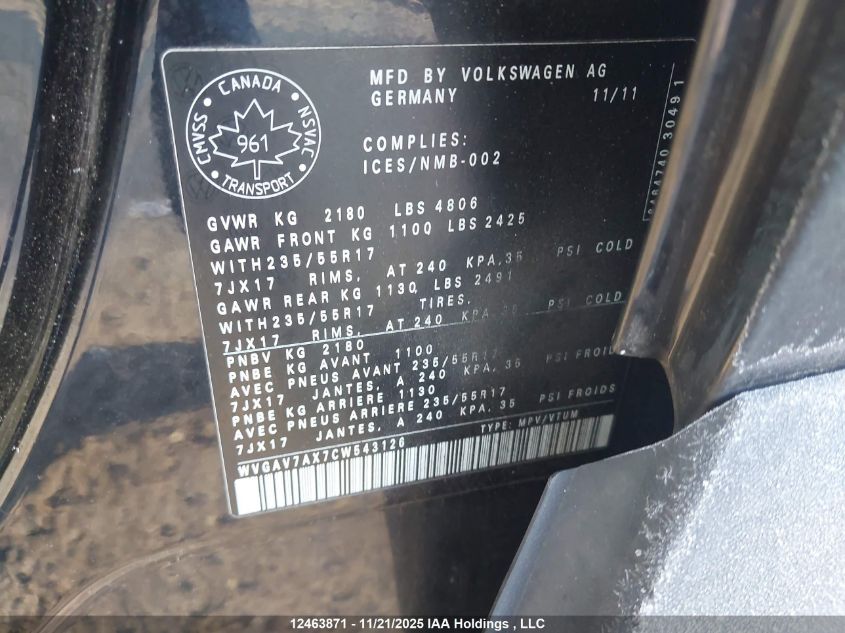 CANADA
CMVSS
NSVAC
961
TRANSPORT
MFD BY VOLKSWAGEN AG
GERMANY 11/11
COMPLIES:
ICES/NMB-002
GVWR KG 2180 LBS 4806
GAWR FRONT KG 1100 LBS 2425
WITH235/55R17
7JX17 RIMS, AT 240 KPA,35 PSI COLD
GAWR REAR KG 1130 LBS 2491
WITH235/55R17 TIRES,
7JX17 RIMS, AT 240 KPA,35 PSI COLD
PNBV KG 2180
PNBE KG AVANT 1100
AVEC PNEUS AVANT 235/55R17
7JX17 JANTES, A 240 KPA,35 PSI FROIDS
PNBE KG ARRIERE 1130
AVEC PNEUS ARRIERE 235/55R17
7JX17 JANTES, A 240 KPA,35 PSI FROIDS
WVGAV7AX7CW543126 TYPE: MPV/VTUM
30491
12463871 - 11/21/2025 IAA Holdings , LLC